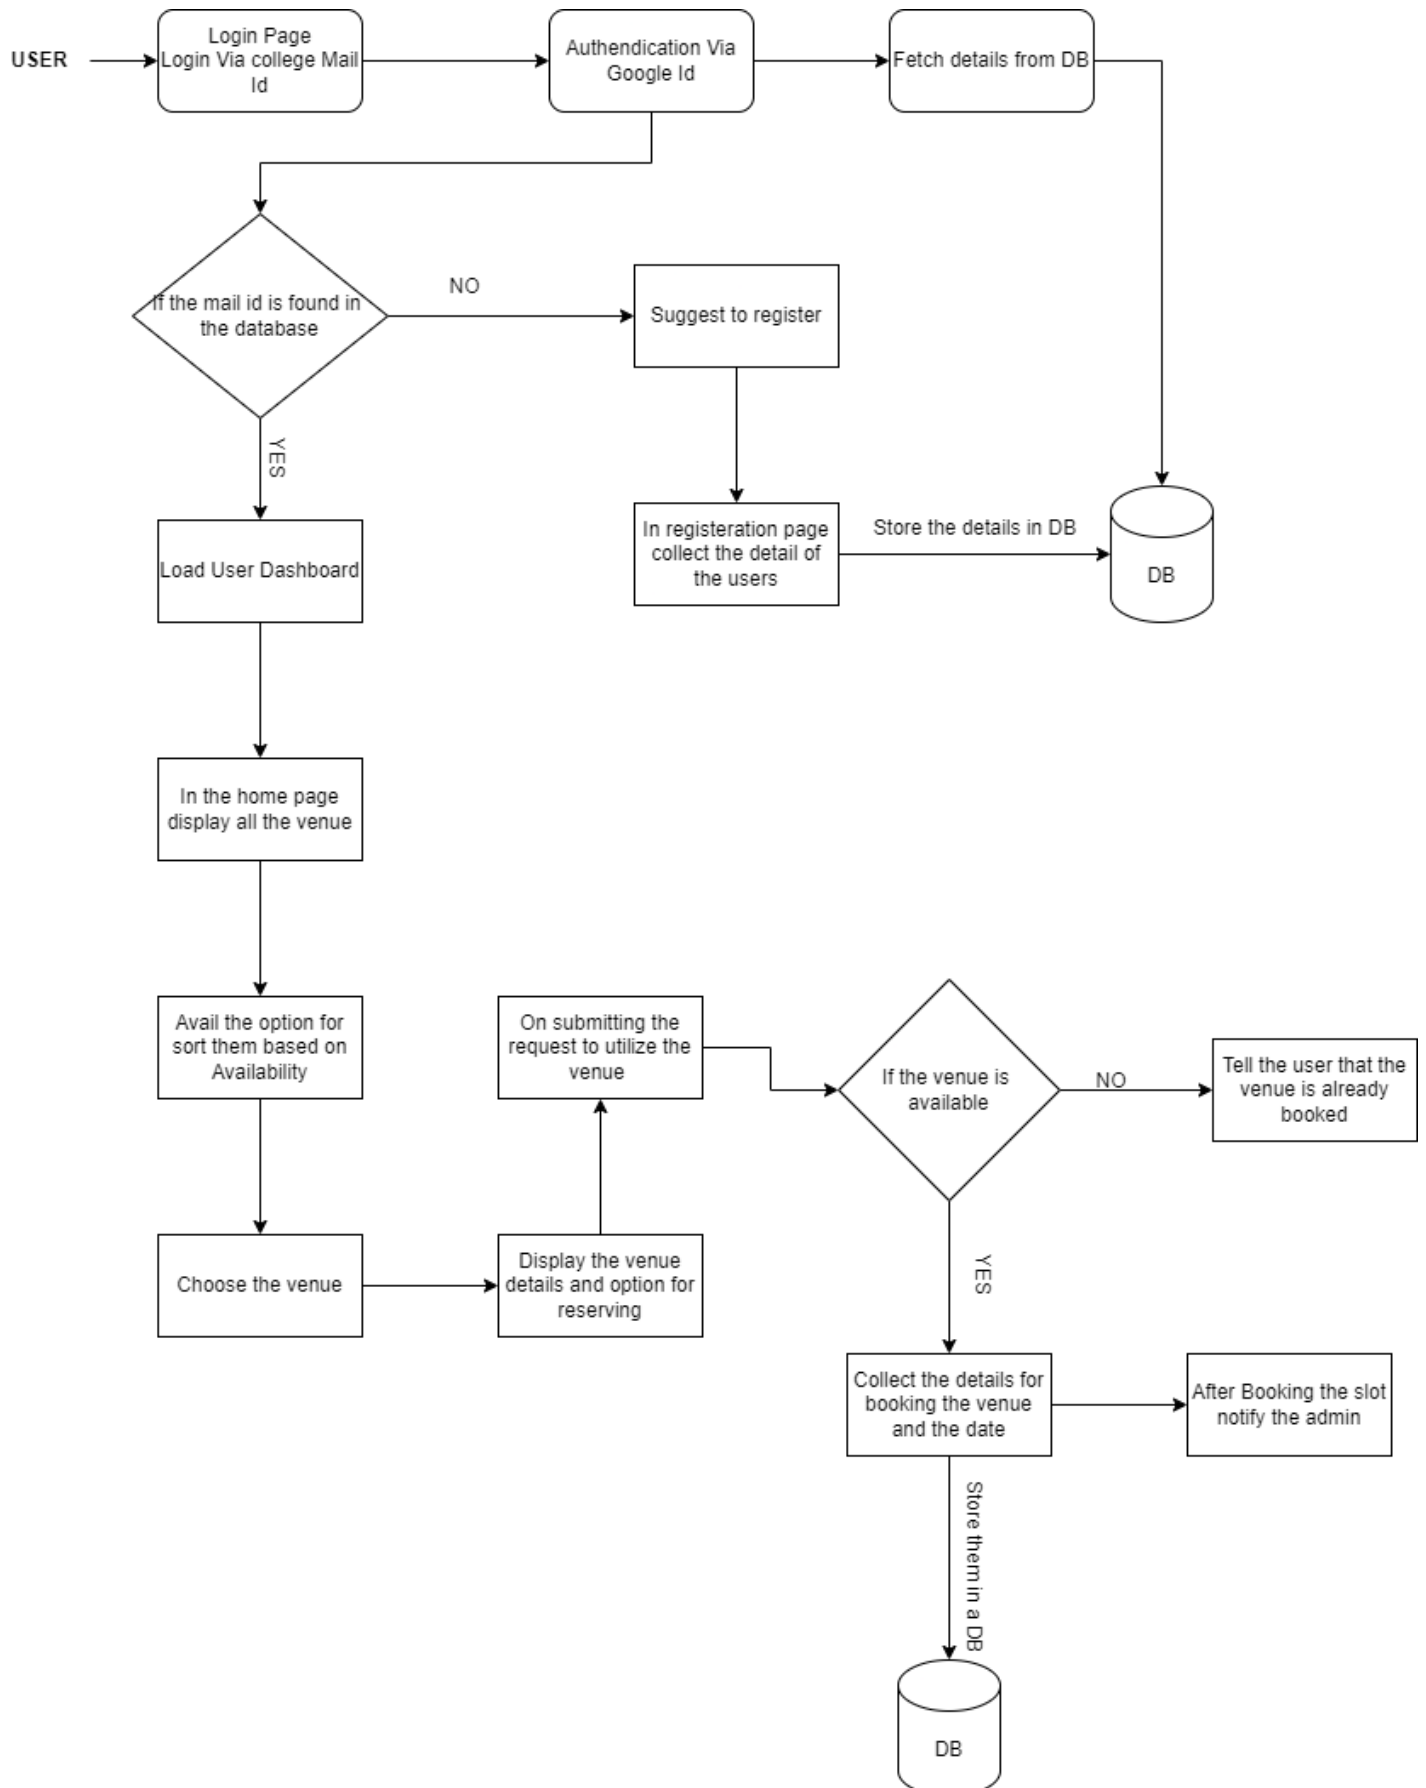 USER
Login Page
Login Via college Mail
Id
Authendication Via
Google Id
Fetch details from DB
If the mail id is found in
the database
NO
Suggest to register
YES
Load User Dashboard
In registeration page
collect the detail of
the users
Store the details in DB
DB
In the home page
display all the venue
Avail the option for
sort them based on
Availability
On submitting the
request to utilize the
venue
If the venue is
available
NO
Tell the user that the
venue is already
booked
Choose the venue
Display the venue
details and option for
reserving
YES
Collect the details for
booking the venue
and the date
After Booking the slot
notify the admin
Store them in a DB
DB